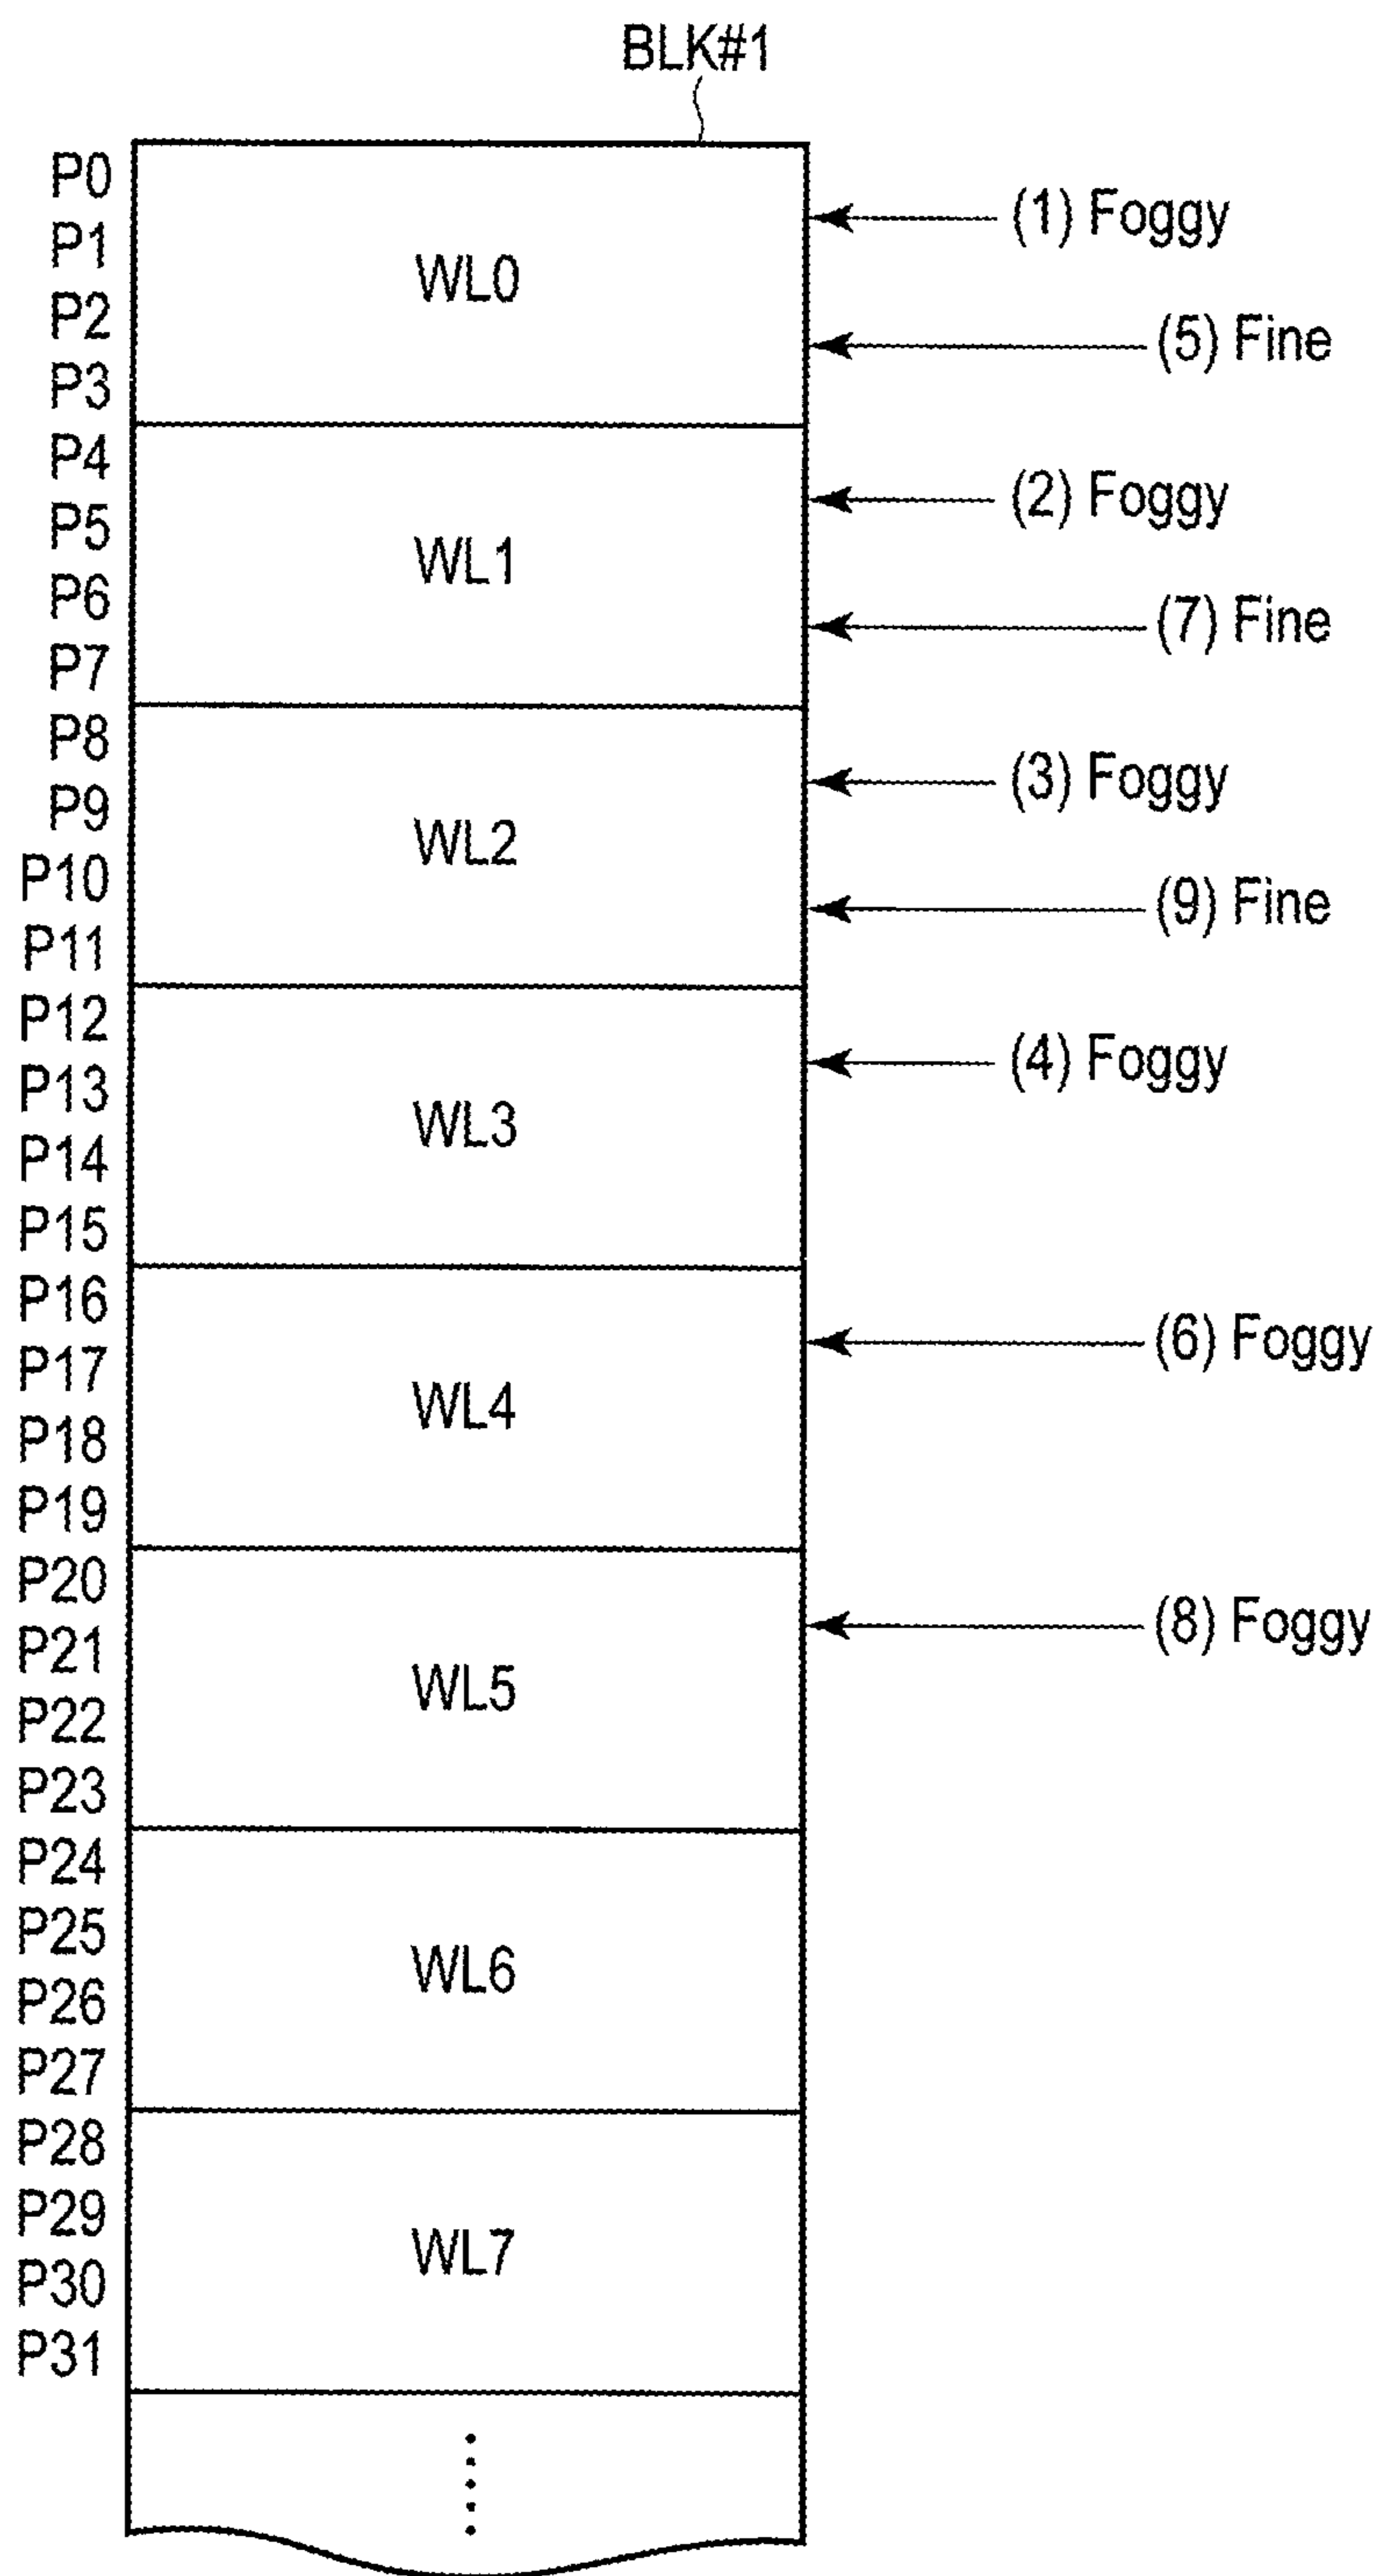 BLK#1
P0
(1) Foggy
P1
WL0
P2
(5) Fine
P3
P4
(2) Foggy
P5
WL1
P6
(7) Fine
P7
P8
(3) Foggy
P9
WL2
P10
(9) Fine
P11
P12
(4) Foggy
P13
WL3
P14
P15
P16
(6) Foggy
P17
WL4
P18
P19
P20
(8) Foggy
P21
WL5
P22
P23
P24
P25
WL6
P26
P27
P28
P29
WL7
P30
P31